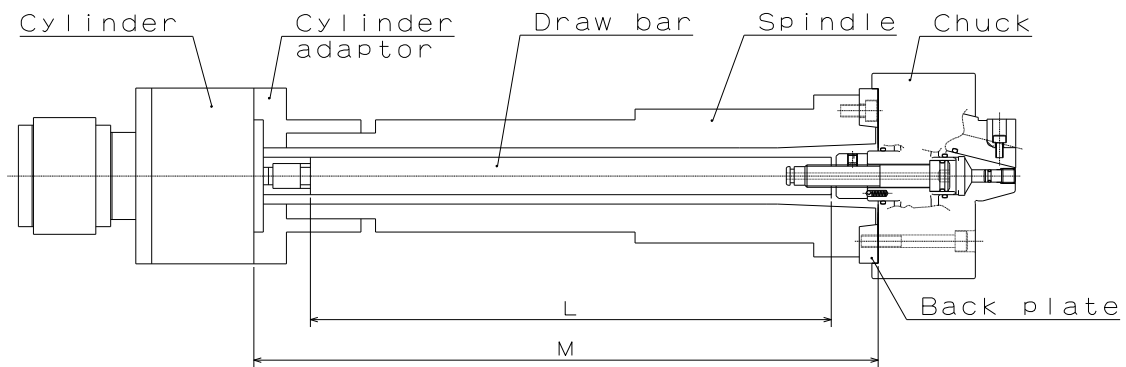 Cylinder
Cylinder
adaptor
Draw bar
Spindle
Chuck
Back plate
L
M